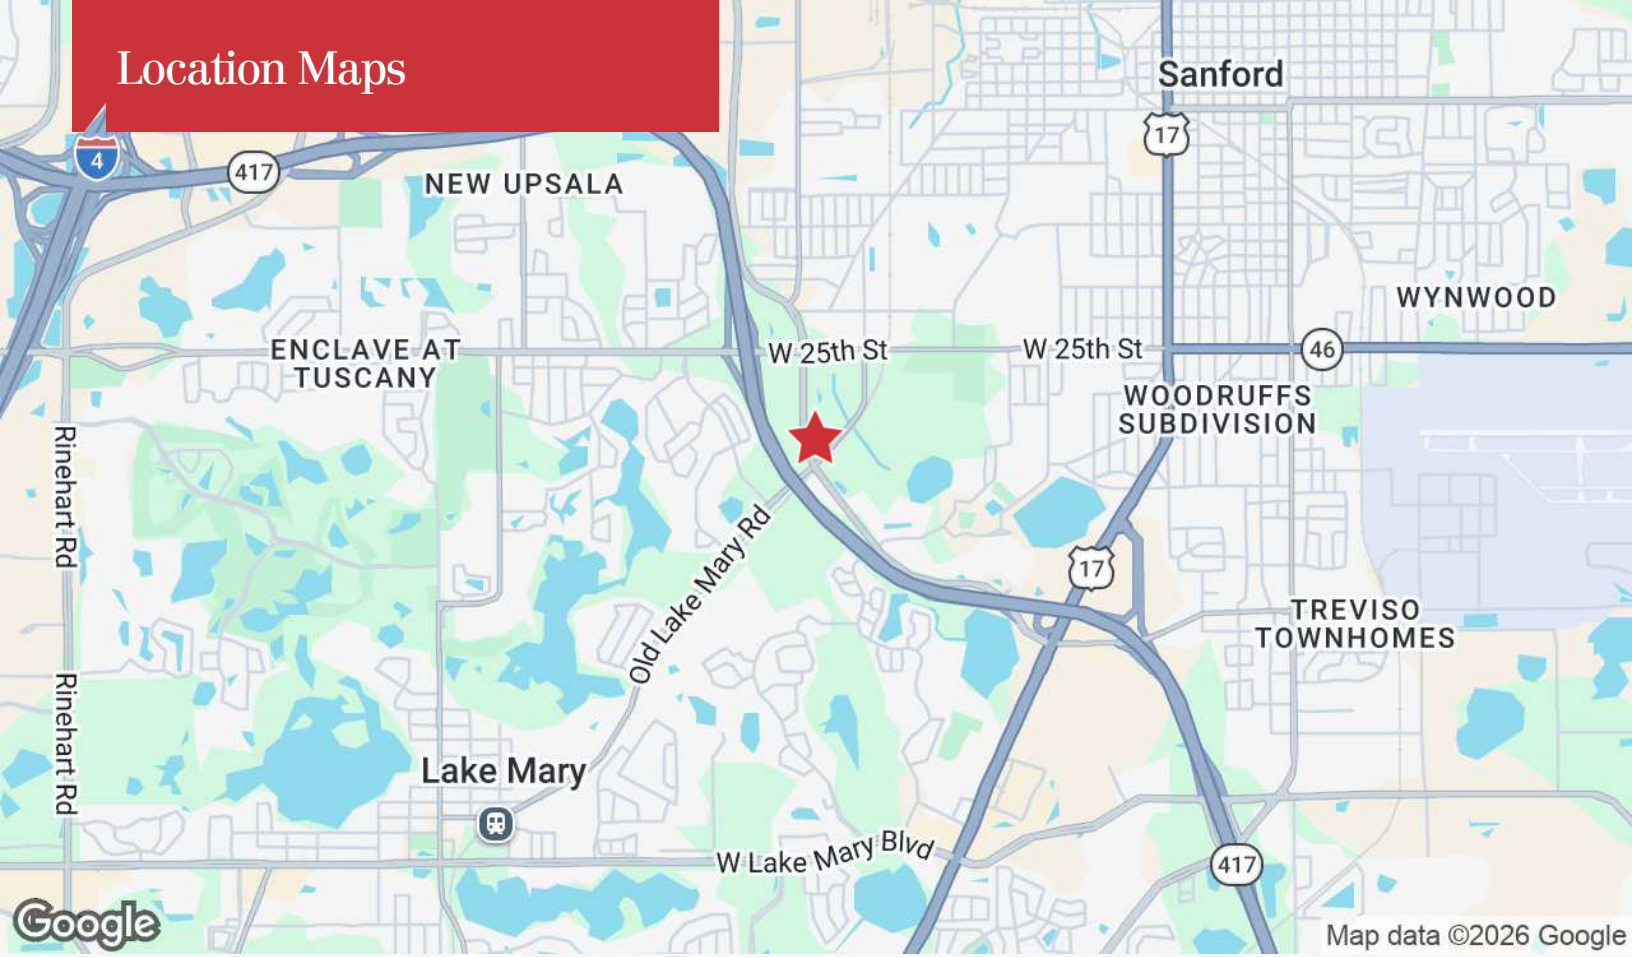 Location Maps
Sanford
17
4
417
NEW UPSALA
WYNWOOD
ENCLAVE AT
TUSCANY
W 25th St
W 25th St
46
WOODRUFFS
SUBDIVISION
Rinehart Rd
Old Lake Mary Rd
17
TREVISO
TOWNHOMES
Rinehart Rd
Lake Mary
W Lake Mary Blvd
417
Google
Map data ©2026 Google